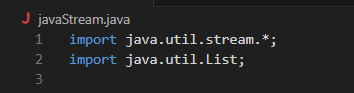 J javaStream.java
1 import java.util.stream.*;
2 import java.util.List;
3